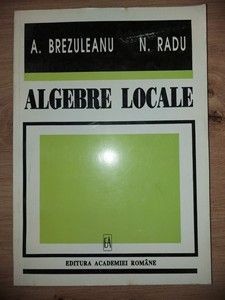 A. BREZULEANU N. RADU
ALGEBRE LOCALE
EA
EDITURA ACADEMIEI ROMÂNE